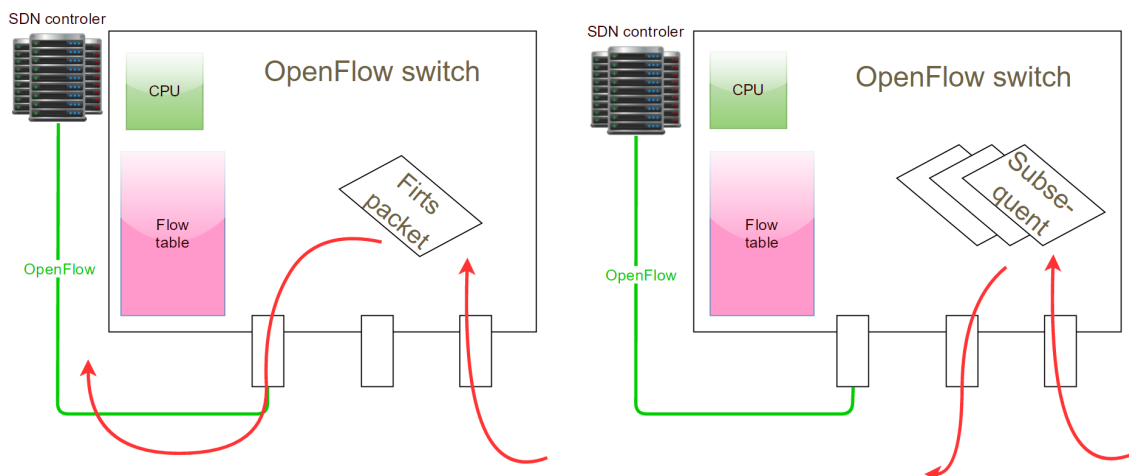 SDN controler
OpenFlow switch
CPU
Firts
packet
Flow
table
OpenFlow
SDN controler
OpenFlow switch
CPU
Subse-
quent
Flow
table
OpenFlow